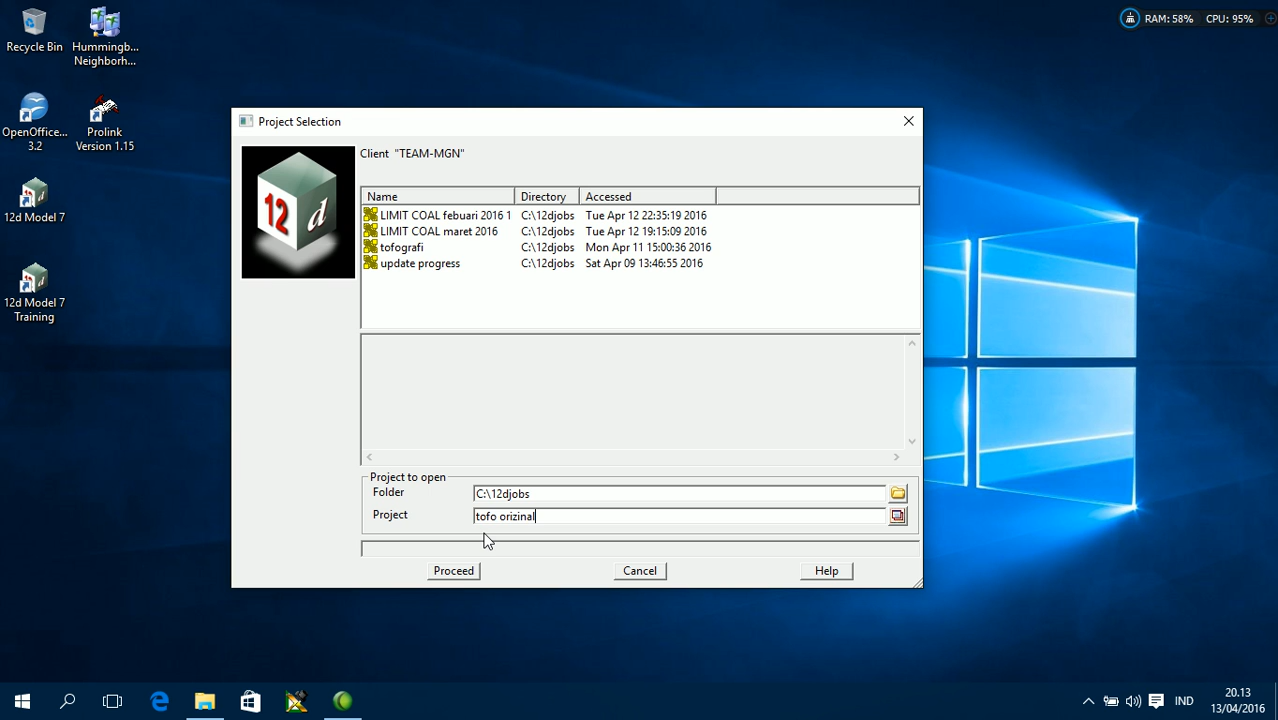 Recycle Bin
Hummingb...
Neighborh...
RAM: 58% CPU: 95%
OpenOffice...
3.2
Prolink
Version 1.15
12d Model 7
12d Model 7
Training
Project Selection
Client "TEAM-MGN"
12 d
Name Directory Accessed
LIMIT COAL febuari 2016 1 C:\12djobs Tue Apr 12 22:35:19 2016
LIMIT COAL maret 2016 C:\12djobs Tue Apr 12 19:15:09 2016
tofografi C:\12djobs Mon Apr 11 15:00:36 2016
update progress C:\12djobs Sat Apr 09 13:46:55 2016
Project to open
Folder C:\12djobs
Project tofo orizinal
Proceed Cancel Help
IND
20.13
13/04/2016